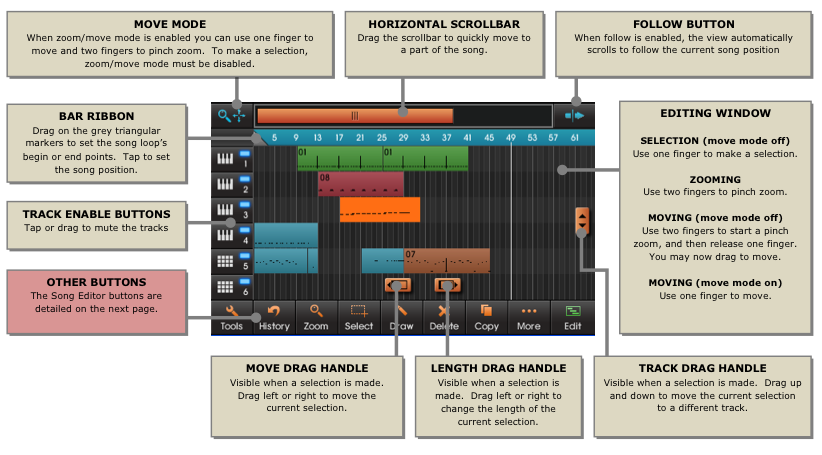 MOVE MODE
When zoom/move mode is enabled you can use one finger to
move and two fingers to pinch zoom.  To make a selection,
zoom/move mode must be disabled.
HORIZONTAL SCROLLBAR
Drag the scrollbar to quickly move to
a part of the song.
FOLLOW BUTTON
When follow is enabled, the view automatically
scrolls to follow the current song position
BAR RIBBON
Drag on the grey triangular
markers to set the song loop's
begin or end points.  Tap to set
the song position.
TRACK ENABLE BUTTONS
Tap or drag to mute the tracks
OTHER BUTTONS
The Song Editor buttons are
detailed on the next page.
5 9 13 17 21 25 29 33 37 41 45 49 53 57 61
1 01 01
2 08
3
4
5 07
6
Tools History Zoom Select Draw Delete Copy More Edit
EDITING WINDOW
SELECTION (move mode off)
Use one finger to make a selection.
ZOOMING
Use two fingers to pinch zoom.
MOVING (move mode off)
Use two fingers to start a pinch
zoom, and then release one finger.
You may now drag to move.
MOVING (move mode on)
Use one finger to move.
MOVE DRAG HANDLE
Visible when a selection is made.
Drag left or right to move the
current selection.
LENGTH DRAG HANDLE
Visible when a selection is
made.  Drag left or right to
change the length of the
current selection.
TRACK DRAG HANDLE
Visible when a selection is made.  Drag up
and down to move the current selection
to a different track.